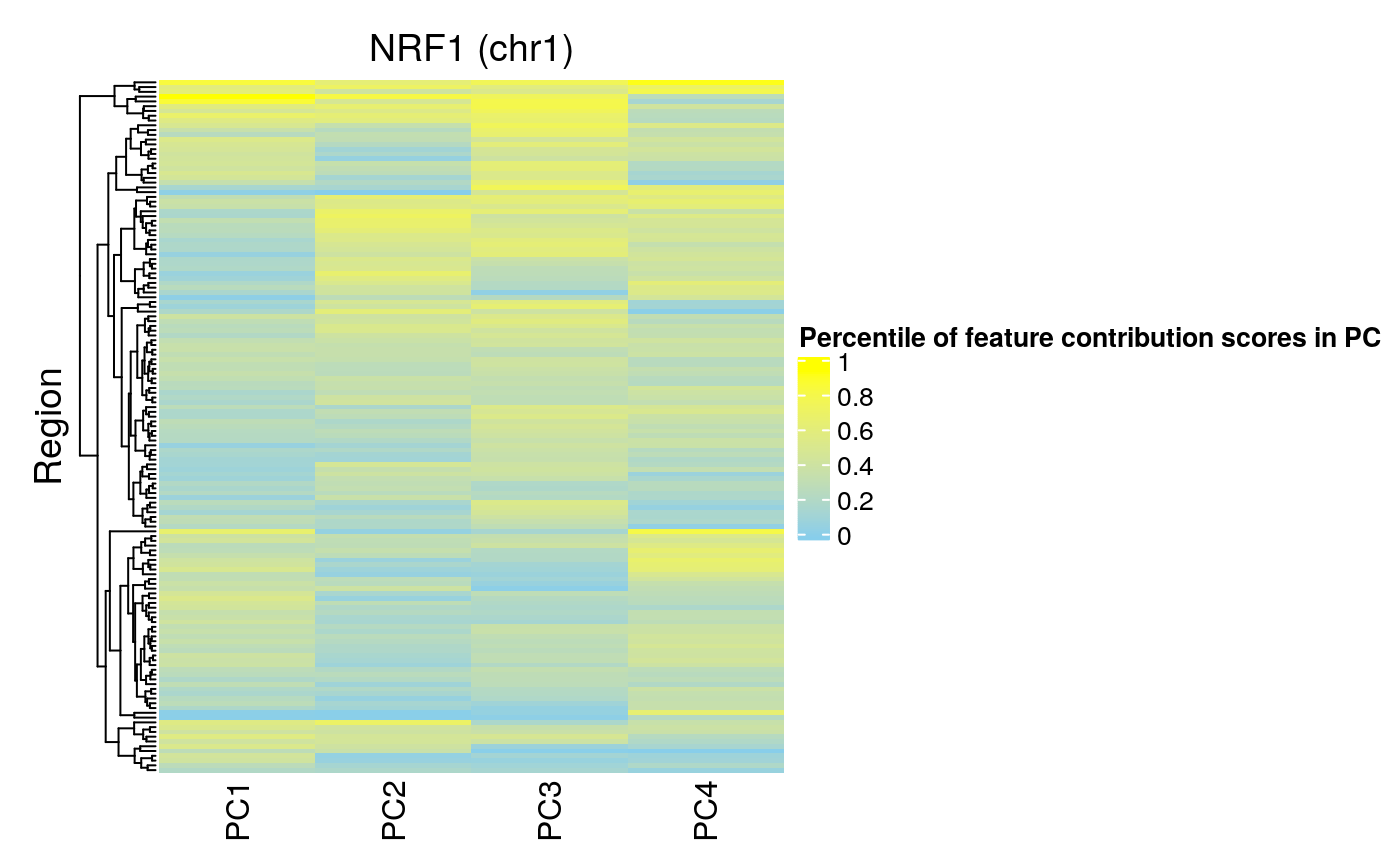 NRF1 (chr1)
Region
Percentile of feature contribution scores in PC
1
0.8
0.6
0.4
0.2
0
PC1
PC2
PC3
PC4